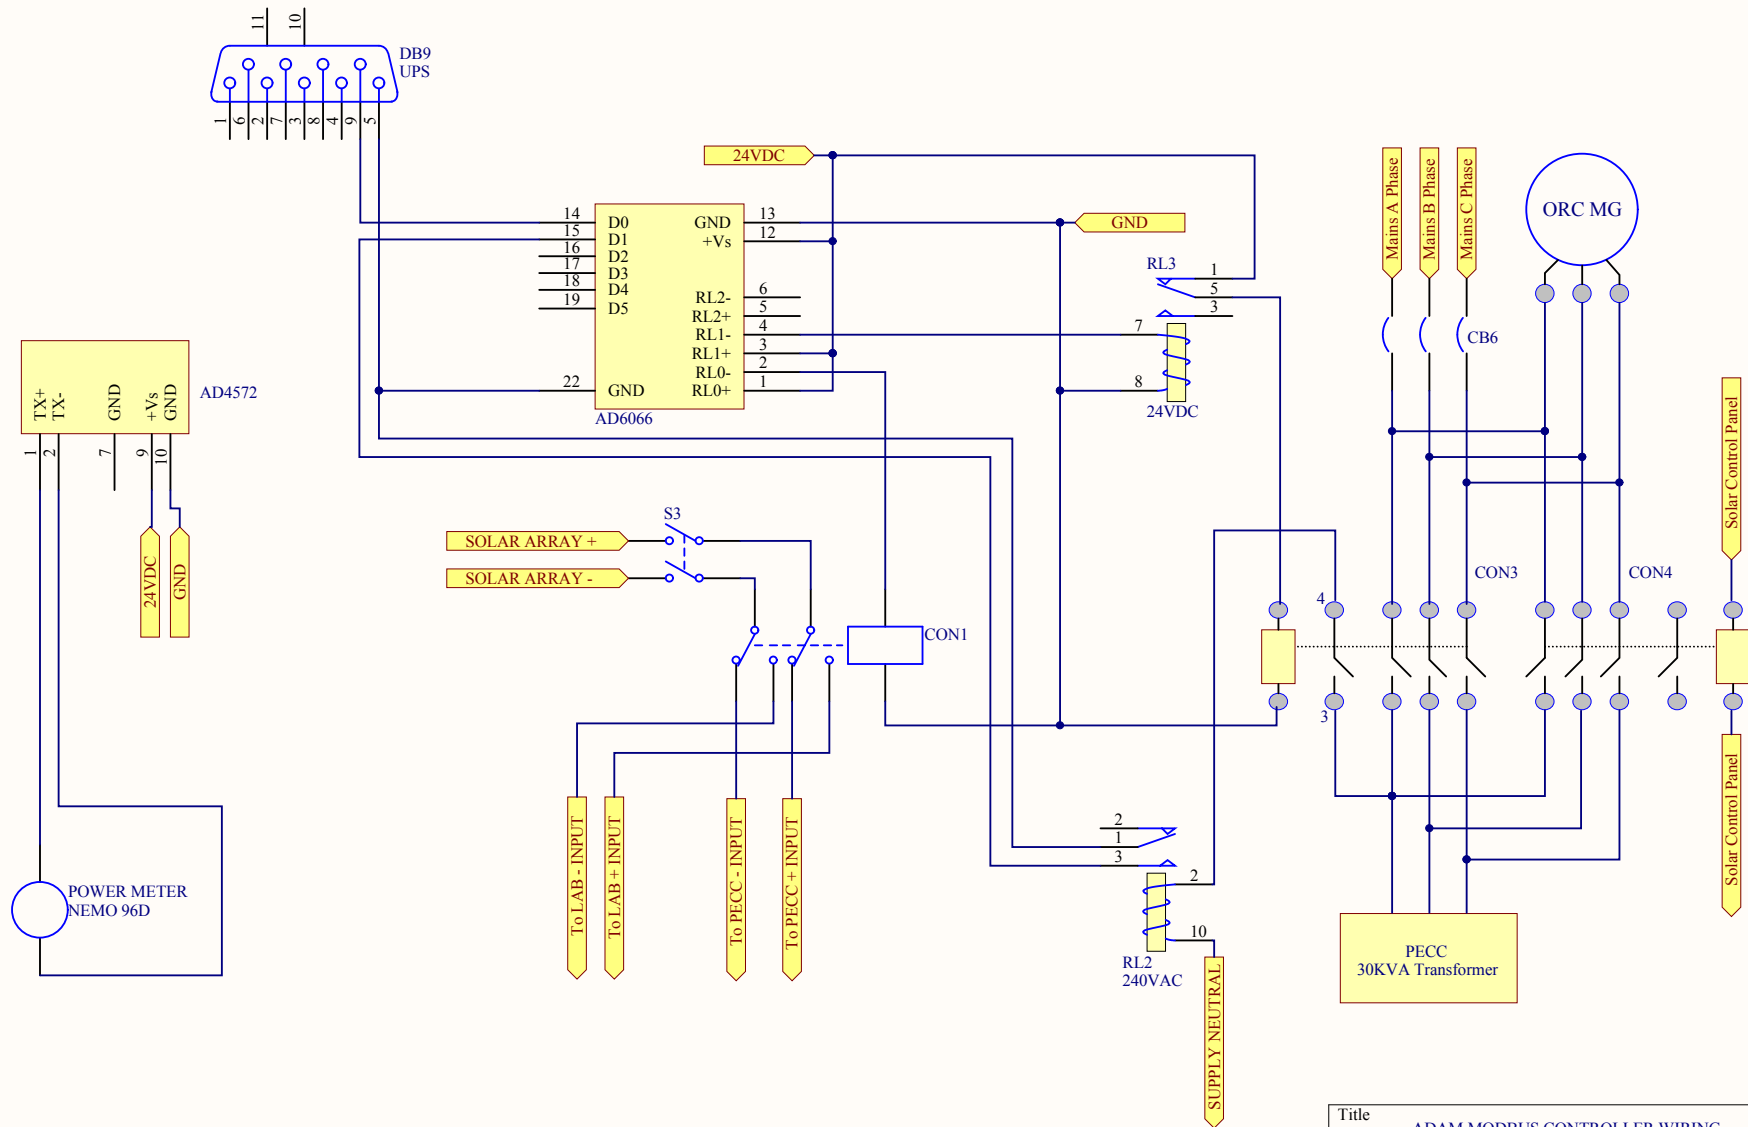 11
10
DB9
UPS
1
6
2
7
3
8
4
9
5
24VDC
14
D0
GND
13
15
D1
+Vs
12
16
D2
17
D3
18
D4
19
D5
RL2-
6
RL2+
5
RL1-
4
RL1+
3
RL0-
2
22
GND
RL0+
1
AD6066
GND
RL3
1
5
3
7
8
24VDC
Mains A Phase
Mains B Phase
Mains C Phase
CB6
ORC MG
AD4572
TX+
TX-
GND
+Vs
GND
1
2
7
9
10
24VDC
GND
S3
SOLAR ARRAY +
SOLAR ARRAY -
CON1
To LAB - INPUT
To LAB + INPUT
To PECC - INPUT
To PECC + INPUT
CON3
CON4
4
3
Solar Control Panel
Solar Control Panel
2
1
3
2
10
RL2
240VAC
SUPPLY NEUTRAL
POWER METER
NEMO 96D
PECC
30KVA Transformer
Title
ADAM MODBUS CONTROLLER WIRING